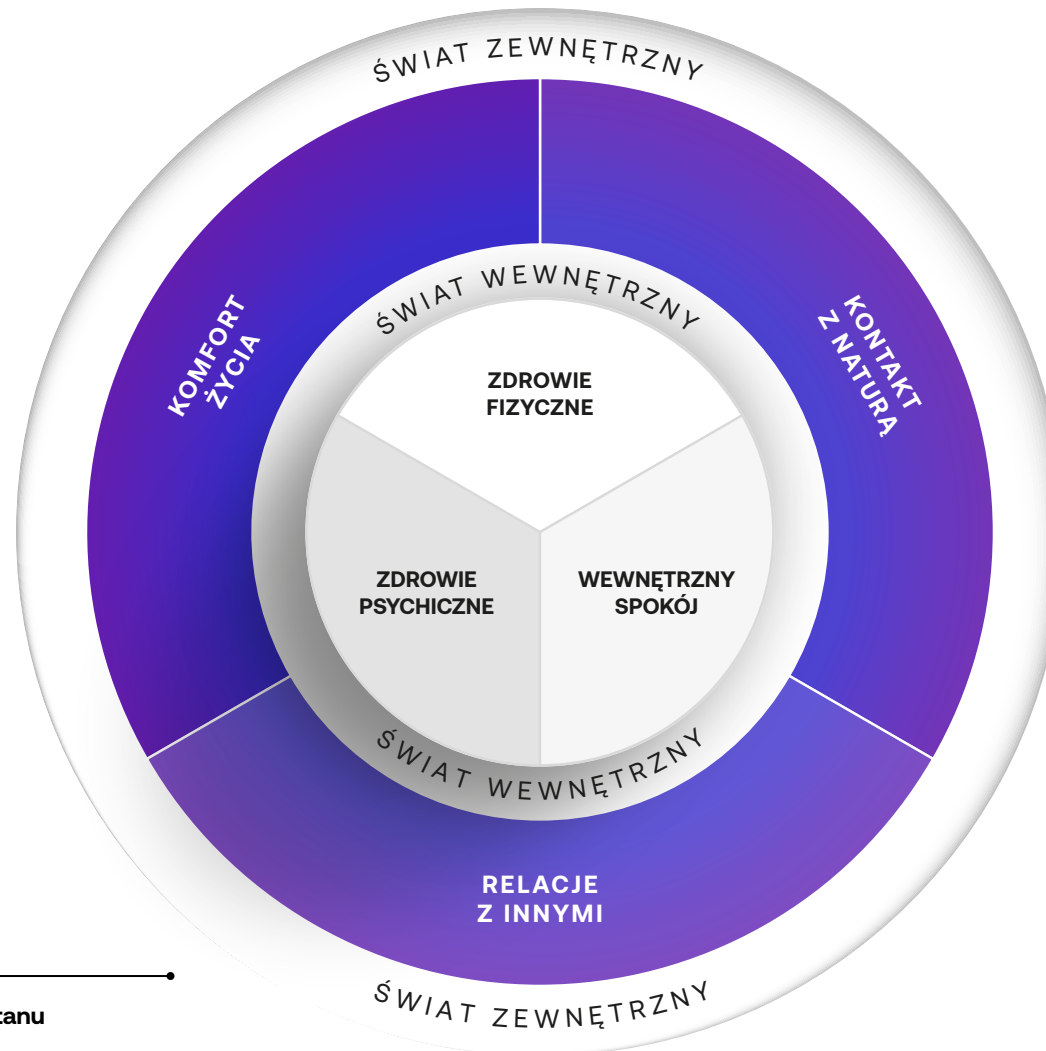 ŚWIAT ZEWNĘTRZNY
ŚWIAT WEWNĘTRZNY
KOMFORT
ŻYCIA
KONTAKT
Z NATURĄ
ZDROWIE
FIZYCZNE
ZDROWIE
PSYCHICZNE
WEWNĘTRZNY
SPOKÓJ
ŚWIAT WEWNĘTRZNY
RELACJE
Z INNYMI
ŚWIAT ZEWNĘTRZNY